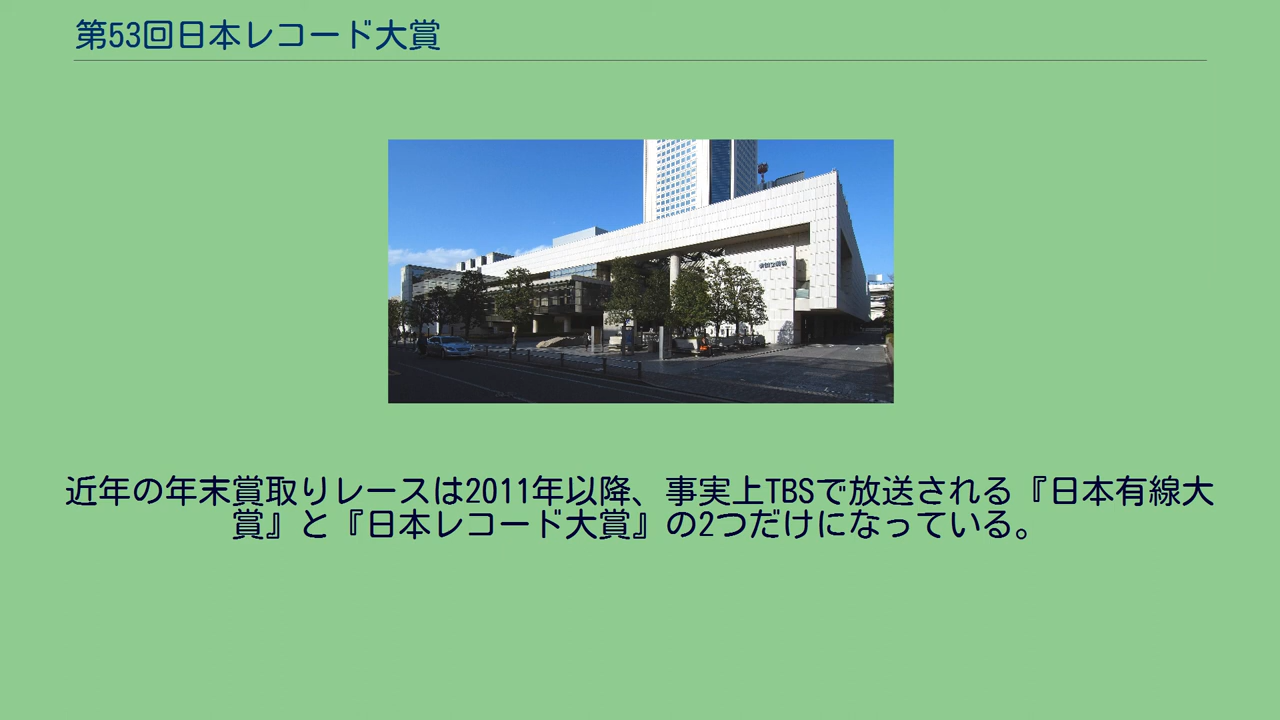 第53回日本レコード大賞
近年の年末賞取りレースは2011年以降、事実上TBSで放送される『日本有線大
賞』と『日本レコード大賞』の2つだけになっている。